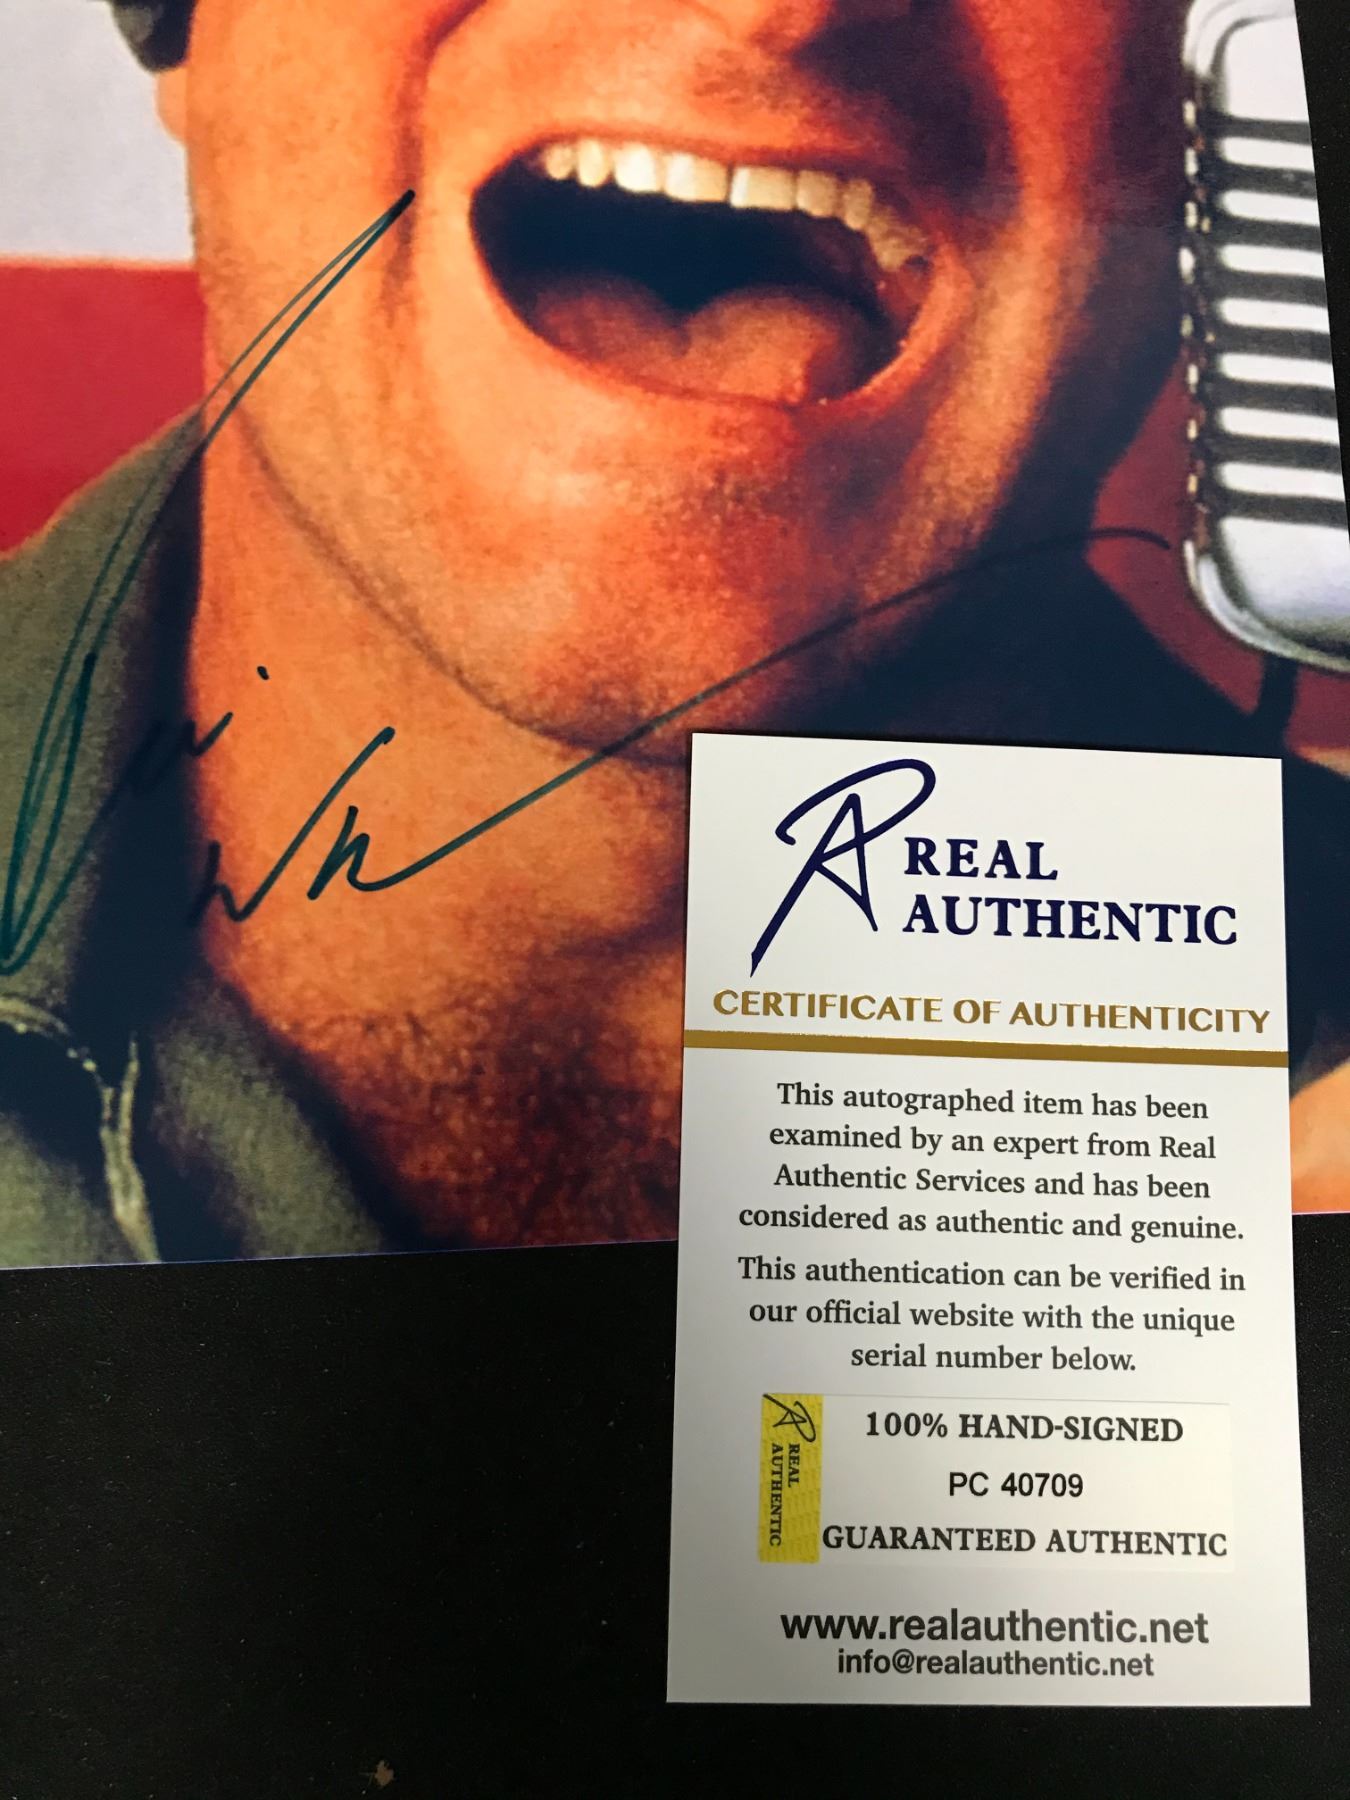 REAL
AUTHENTIC
CERTIFICATE OF AUTHENTICITY
This autographed item has been
examined by an expert from Real
Authentic Services and has been
considered as authentic and genuine.
This authentication can be verified in
our official website with the unique
serial number below.
REAL
AUTHENTIC
100% HAND-SIGNED
PC 40709
GUARANTEED AUTHENTIC
www.realauthentic.net
info@realauthentic.net